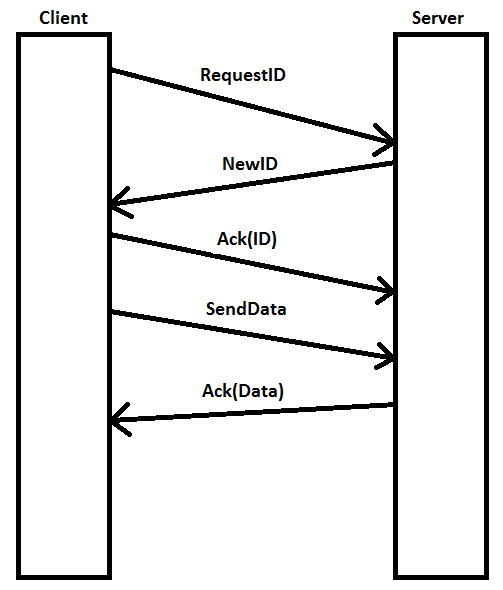 Client
Server
RequestID
NewID
Ack(ID)
SendData
Ack(Data)